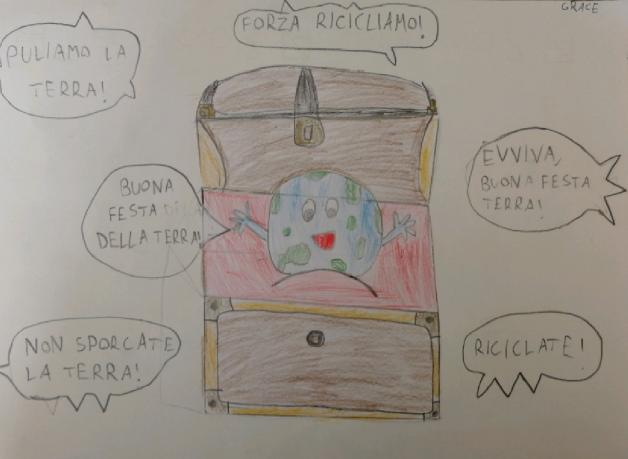 GRACE
FORZA RICICLIAMO!
PULIAMO LA
TERRA!
EVVIVA,
BUONA FESTA
TERRA!
BUONA
FESTA DELLA
DELLA TERRA!
NON SPORCATE
LA TERRA!
RICICLATE!